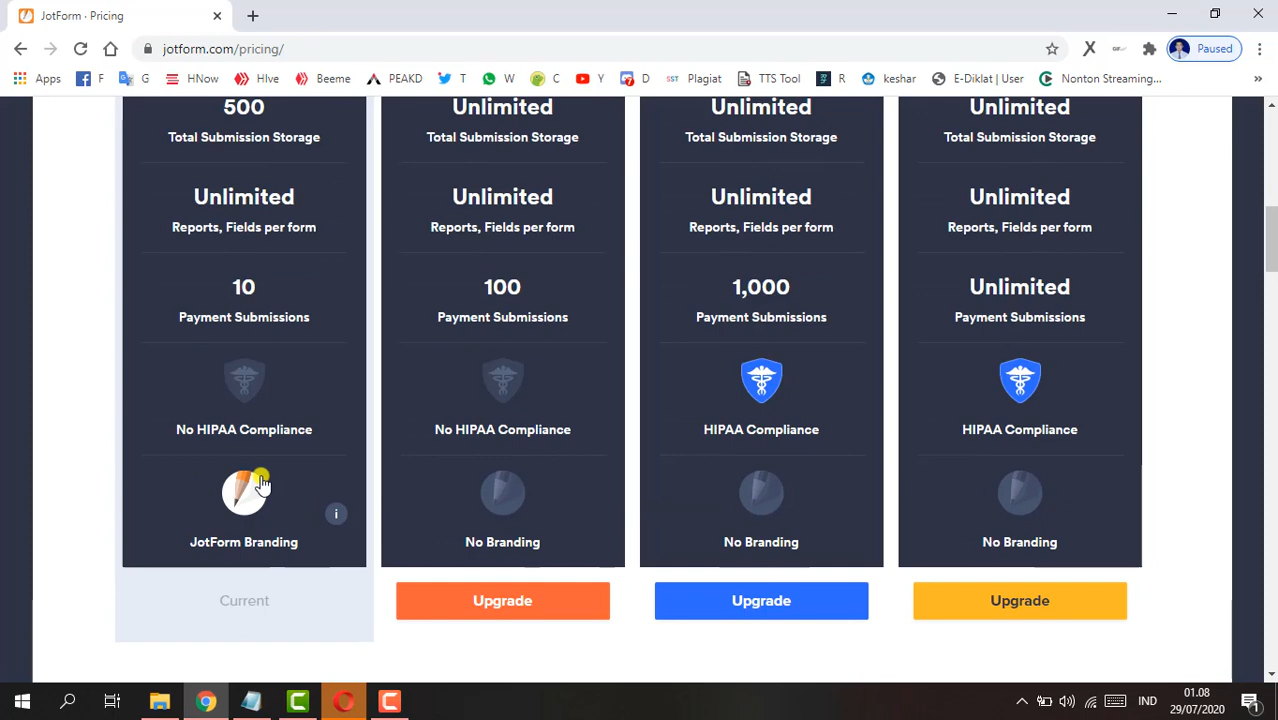 JotForm · Pricing
jotform.com/pricing/
Paused
Apps
F
G
HNow
HIve
Beeme
PEAKD
T
W
C
Y
D
SST
Plagiat
TTS Tool
R
keshar
E-Diklat | User
Nonton Streaming...
500 Unlimited Unlimited Unlimited
Total Submission Storage Total Submission Storage Total Submission Storage Total Submission Storage
Unlimited Unlimited Unlimited Unlimited
Reports, Fields per form Reports, Fields per form Reports, Fields per form Reports, Fields per form
10 100 1,000 Unlimited
Payment Submissions Payment Submissions Payment Submissions Payment Submissions
No HIPAA Compliance No HIPAA Compliance HIPAA Compliance HIPAA Compliance
i
JotForm Branding No Branding No Branding No Branding
Current Upgrade Upgrade Upgrade
IND
01.08
29/07/2020
1